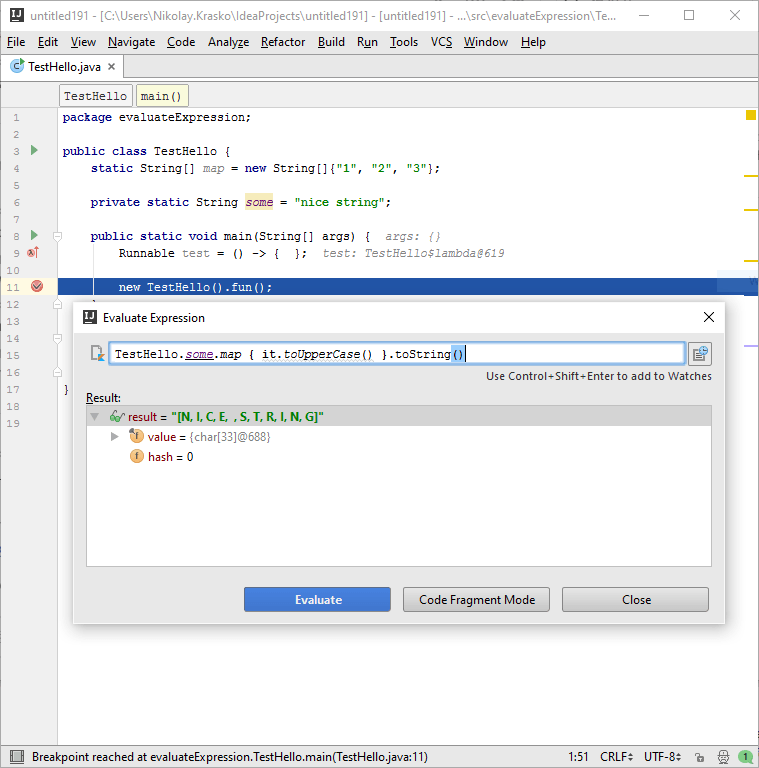 untitled191 - [C:\Users\Nikolay.Krasko\IdeaProjects\untitled191] - [untitled191] - ...\src\evaluateExpression\Te...
File Edit View Navigate Code Analyze Refactor Build Run Tools VCS Window Help
TestHello.java
TestHello main()
1 package evaluateExpression;
2
3 public class TestHello {
4 static String[] map = new String[]{"1", "2", "3"};
5
6 private static String some = "nice string";
7
8 public static void main(String[] args) { args: {}
9 Runnable test = () -> { }; test: TestHello$lambda@619
10
11 new TestHello().fun();
12
13
14
15
16
17 }
18
19
Evaluate Expression
TestHello.some.map { it.toUpperCase() }.toString()
Use Control+Shift+Enter to add to Watches
Result:
result = "[N, I, C, E,  , S, T, R, I, N, G]"
value = {char[33]@688}
hash = 0
Evaluate Code Fragment Mode Close
Breakpoint reached at evaluateExpression.TestHello.main(TestHello.java:11) 1:51 CRLF UTF-8 1